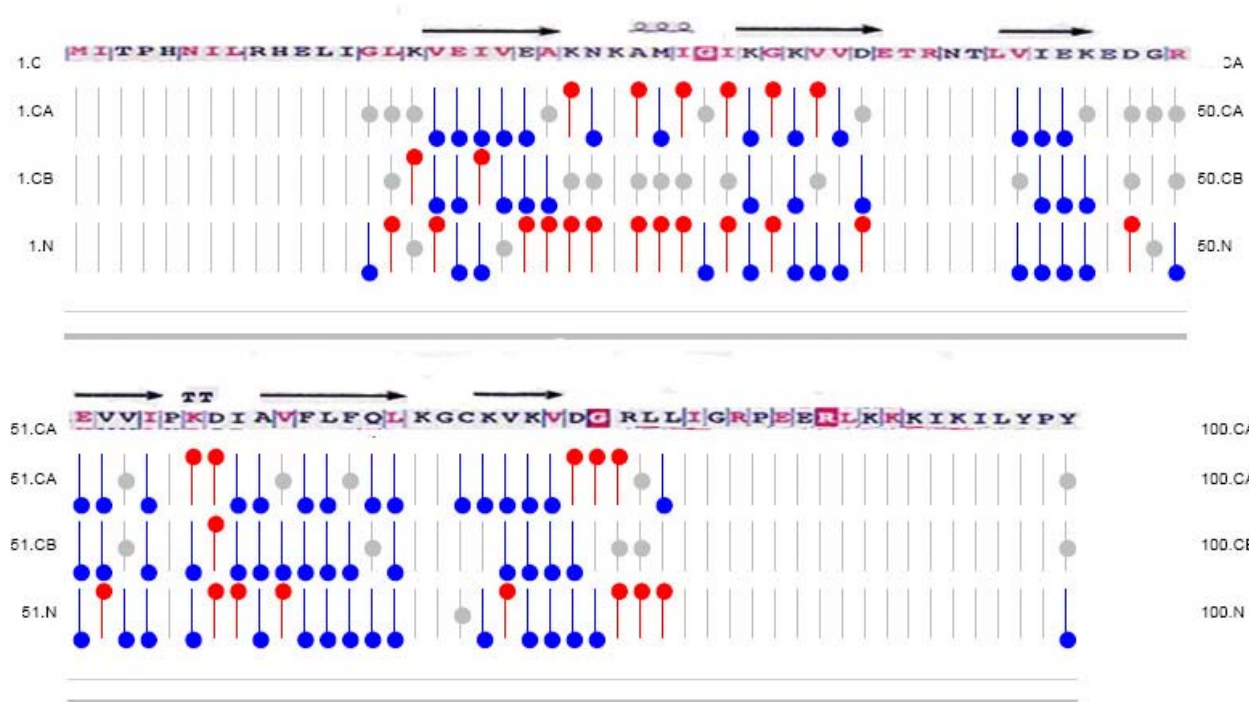 MITPHNILRHELIGLKVEIVEAKNKAMIGIKGKVVDETRNTLVIEKEDGR
1.C CA
1.CA 50.CA
1.CB 50.CB
1.N 50.N
TT
EVVIPKDIAVFLFQLKGCKVKVDGRLLIGRPEERLKKKIKILYPY
51.CA 100.CA
51.CA 100.CA
51.CB 100.CB
51.N 100.N